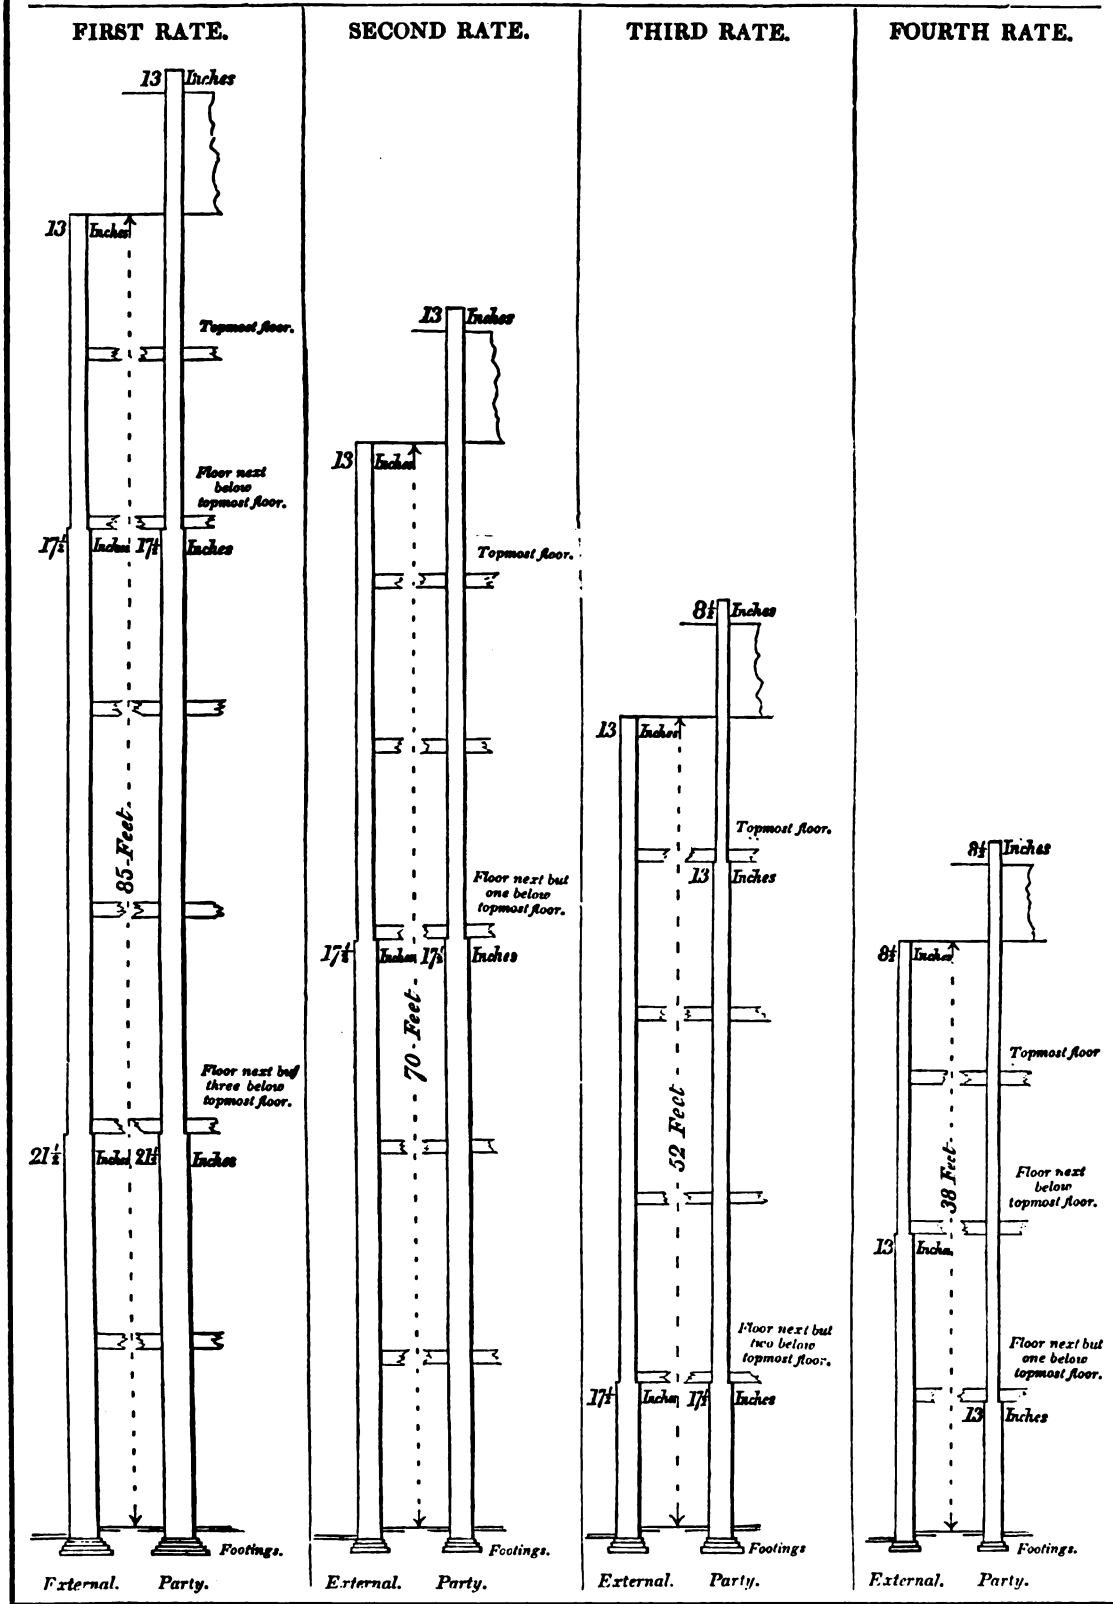 FIRST RATE.
13 Inches
13 Inches
Topmost floor.
Floor next
below
topmost floor.
17½ Inches 17½ Inches
85 Feet
Floor next but
three below
topmost floor.
21½ Inches 21½ Inches
Footings.
External. Party.
SECOND RATE.
13 Inches
13 Inches
Topmost floor.
Floor next but
one below
topmost floor.
17½ Inches 17½ Inches
70 Feet
Footings.
External. Party.
THIRD RATE.
8½ Inches
13 Inches
Topmost floor.
13 Inches
52 Feet
Floor next but
two below
topmost floor.
17½ Inches 17½ Inches
Footings
External. Party.
FOURTH RATE.
8½ Inches
8½ Inches
Topmost floor
Floor next
below
topmost floor.
38 Feet
13 Inches
Floor next but
one below
topmost floor.
13 Inches
Footings.
External. Party.